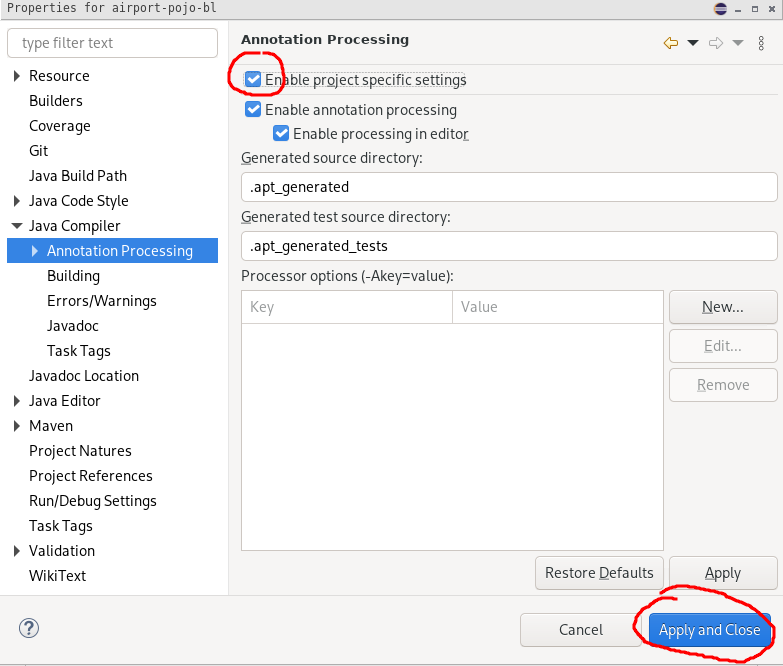 Properties for airport-pojo-bl
type filter text
Resource
Builders
Coverage
Git
Java Build Path
Java Code Style
Java Compiler
Annotation Processing
Building
Errors/Warnings
Javadoc
Task Tags
Javadoc Location
Java Editor
Maven
Project Natures
Project References
Run/Debug Settings
Task Tags
Validation
WikiText
Annotation Processing
Enable project specific settings
Enable annotation processing
Enable processing in editor
Generated source directory:
.apt_generated
Generated test source directory:
.apt_generated_tests
Processor options (-Akey=value):
Key Value
New...
Edit...
Remove
Restore Defaults Apply
? Cancel Apply and Close